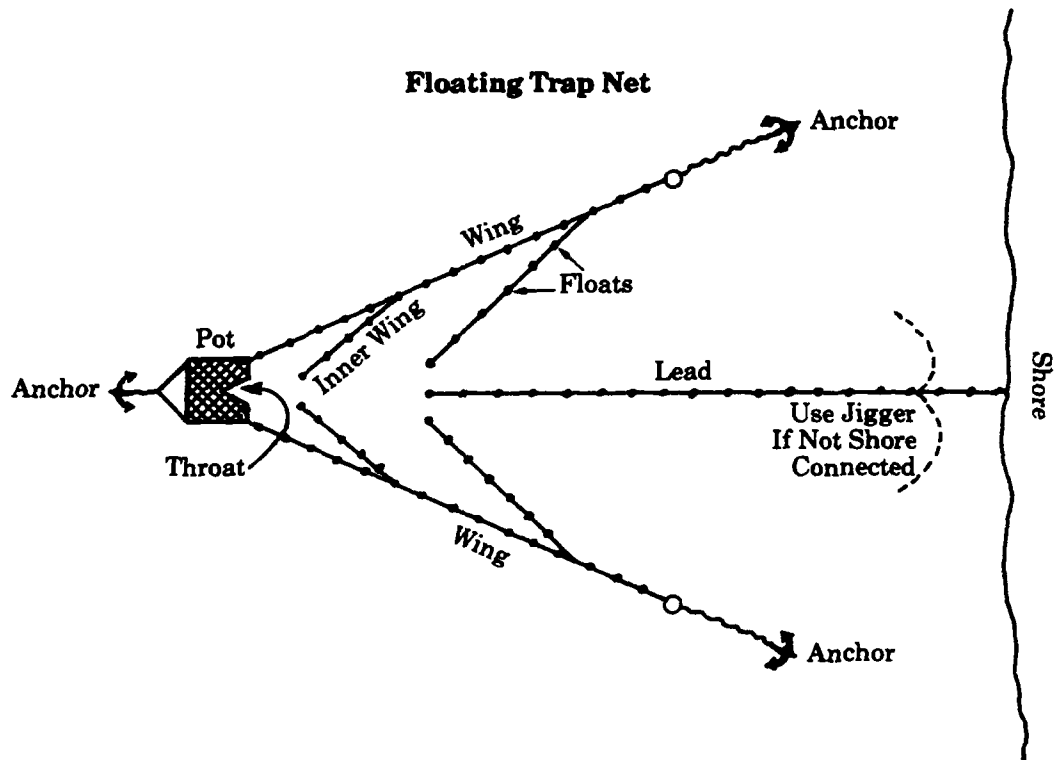 Floating Trap Net
Anchor
Wing
Floats
Inner Wing
Pot
Anchor
Lead
Shore
Use Jigger
If Not Shore
Connected
Throat
Wing
Anchor